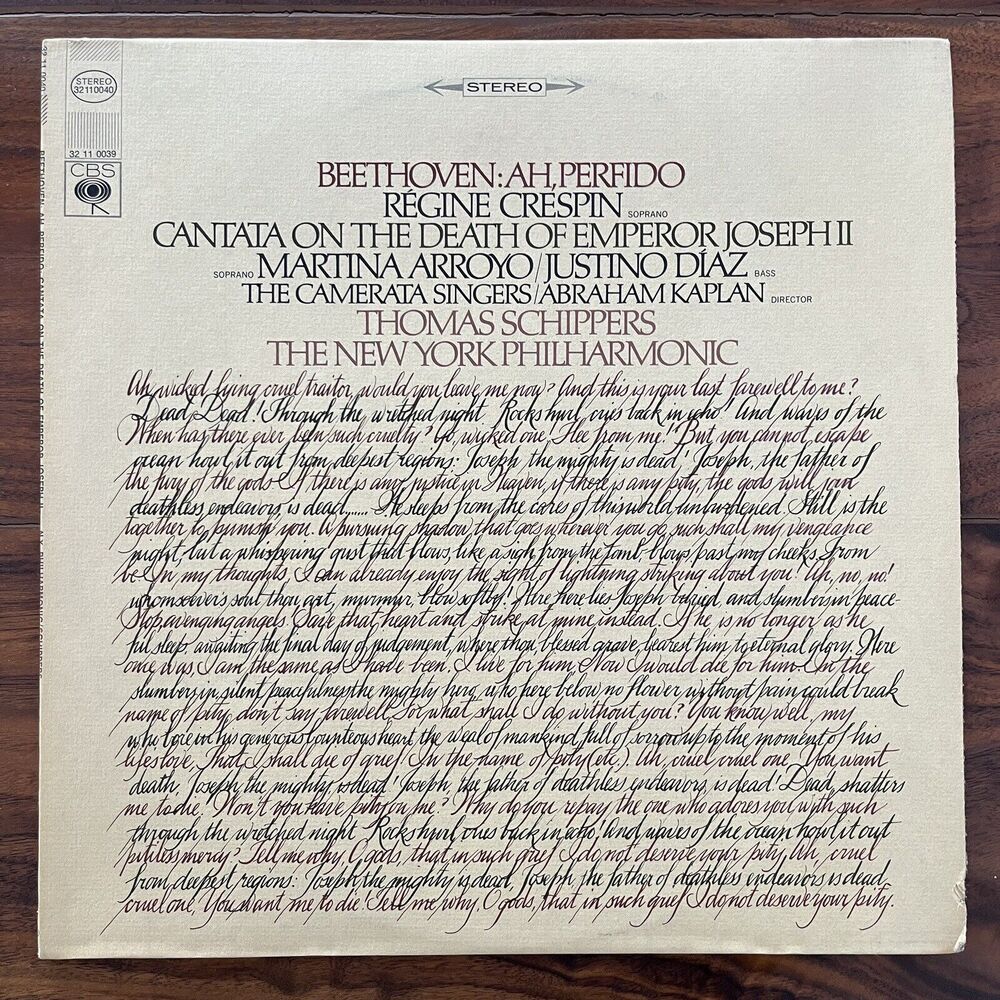 STEREO
32110040
32 11 0039
CBS
STEREO
BEETHOVEN: AH, PERFIDO
RÉGINE CRESPIN SOPRANO
CANTATA ON THE DEATH OF EMPEROR JOSEPH II
SOPRANO MARTINA ARROYO/JUSTINO DÍAZ BASS
THE CAMERATA SINGERS/ABRAHAM KAPLAN DIRECTOR
THOMAS SCHIPPERS
THE NEW YORK PHILHARMONIC
Ah, wicked, lying cruel traitor, would you leave me now? And this is your last farewell to me?
Dead, Dead! Through the wretched night Rocks hurl ones back in echo! And waves of the
When has there ever been such cruelty? Go, wicked one! Flee from me! But, you cannot escape
ocean howl it out from deepest regions: Joseph, the mighty is dead! Joseph, the father of
the fury of the gods! If there is any justice in Heaven, if there is any pity, the gods will join
deathless endeavors, is dead,..... He sleeps from the cares of this world unburdened. Still is the
together to punish you. A pursuing shadow, that goes wherever you go, such shall my vengeance
night, but a whispering gust that blows, like a sigh from the tomb, blows past my cheeks. From
be. In my thoughts, I can already enjoy the sight of lightning striking about you! Ah, no, no!
whomsoever's soul thou art, murmur, blow softly! Here here lies Joseph buried, and slumbers in peace-
Stop, avenging angels. Save that heart and strike at mine instead. If he is no longer as he
ful sleep, awaiting the final day of judgement, where thou, blessed grave, bearest him to eternal glory. Here
once was, I am the same as I have been. I live for him, Now I would die for him. In the
slumbers, in silent peacefulness the mighty hero, who here below no flower without pain could break
name of pity, don't say farewell, For what shall I do without you? You know well, my
who bore in his generous bounteous heart the weal of mankind, full of sorrow up to the moment of his
life's love, That I shall die of grief! In the name of pity (etc.) Ah, cruel, cruel one, You want
death, Joseph, the mighty, is dead! Joseph, the father of deathless endeavors, is dead! Dead, shatters
me to die! Won't you have pity on me? Why do you repay the one who adores you with such
through the wretched night Rocks hurl ones back in echo! And waves of the ocean howl it out
pitiless mercy? Tell me why, O gods, that in such grief I do not deserve your pity. Ah, cruel
from deepest regions: Joseph, the mighty is dead, Joseph, the father of deathless endeavors is dead,
cruel one, You want me to die! Tell me why, O gods, that in such grief I do not deserve your pity.